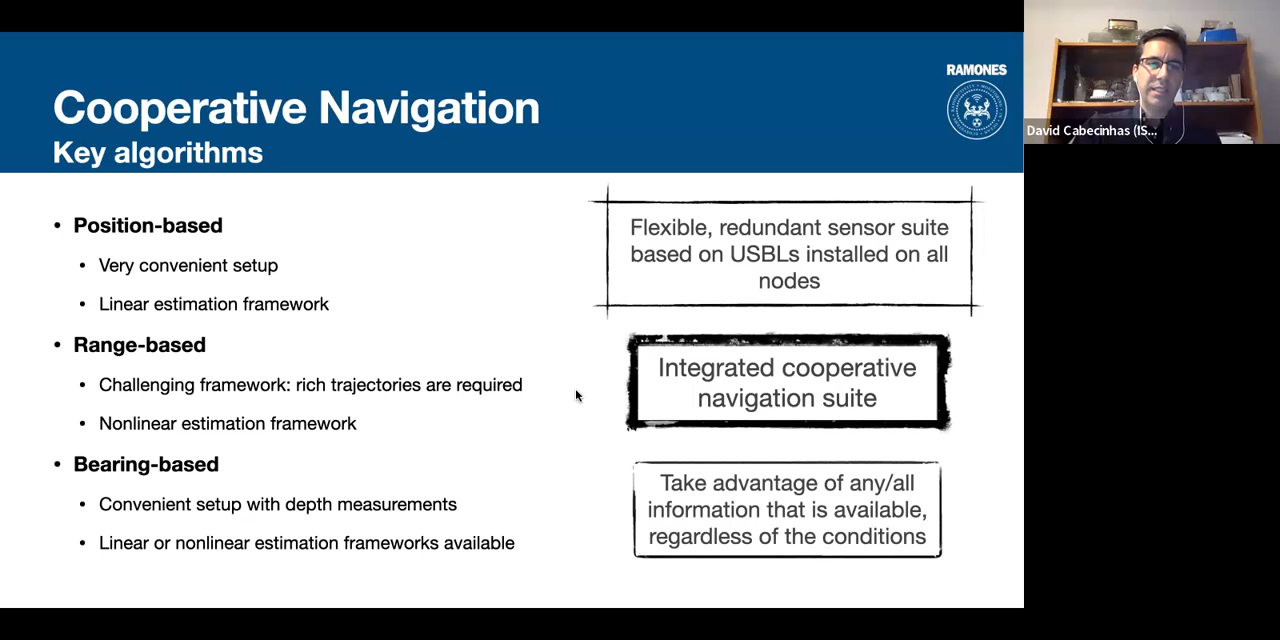 Cooperative Navigation
Key algorithms
RAMONES
David Cabecinhas (IS...
• Position-based
• Very convenient setup
• Linear estimation framework
• Range-based
• Challenging framework: rich trajectories are required
• Nonlinear estimation framework
• Bearing-based
• Convenient setup with depth measurements
• Linear or nonlinear estimation frameworks available
Flexible, redundant sensor suite
based on USBLs installed on all
nodes
Integrated cooperative
navigation suite
Take advantage of any/all
information that is available,
regardless of the conditions